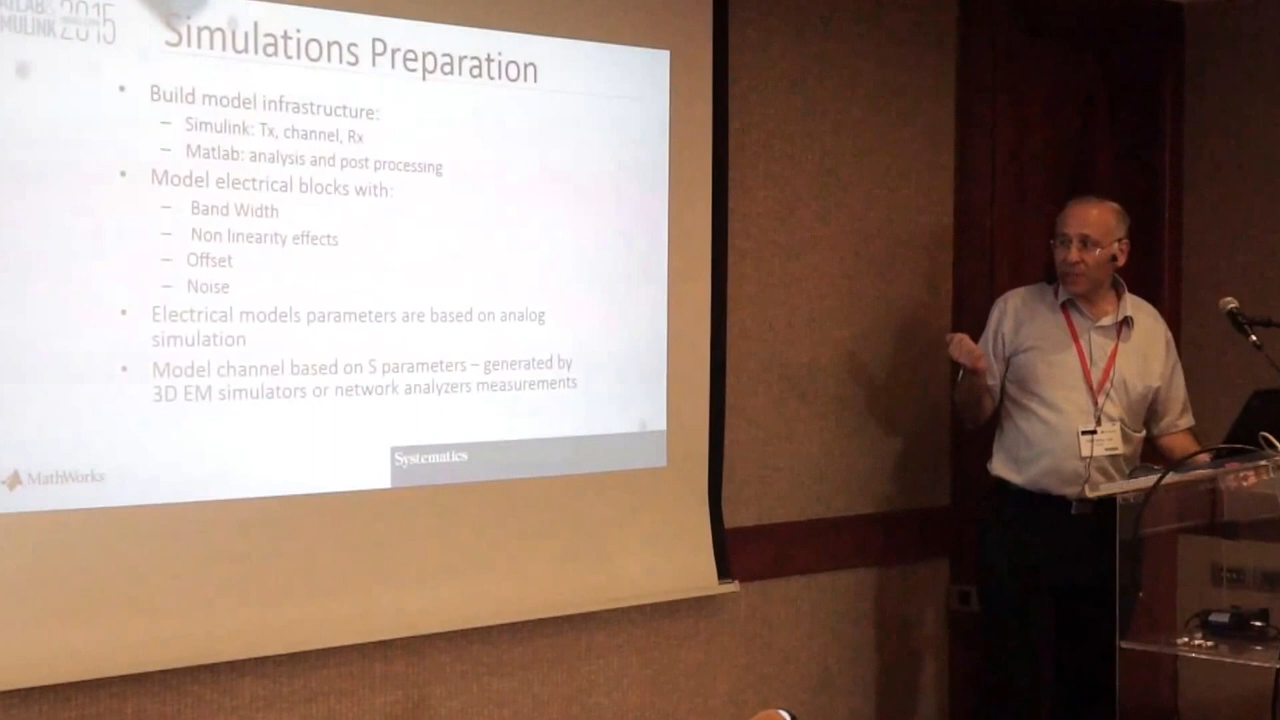 MATLAB&
SIMULINK 2015
Simulations Preparation
• Build model infrastructure:
– Simulink: Tx, channel, Rx
– Matlab: analysis and post processing
• Model electrical blocks with:
– Band Width
– Non linearity effects
– Offset
– Noise
• Electrical models parameters are based on analog
simulation
• Model channel based on S parameters – generated by
3D EM simulators or network analyzers measurements
Systematics
MathWorks